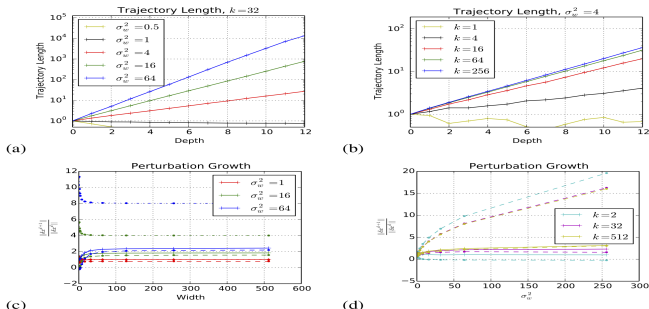 Trajectory Length, k=32
Trajectory Length
10^5
10^4
10^3
10^2
10^1
10^0
σ_w^2=0.5
σ_w^2=1
σ_w^2=4
σ_w^2=16
σ_w^2=64
0 2 4 6 8 10 12
Depth
(a)
Trajectory Length, σ_w^2=4
Trajectory Length
10^2
10^1
10^0
k=1
k=4
k=16
k=64
k=256
0 2 4 6 8 10 12
Depth
(b)
Perturbation Growth
12
10
8
6
4
2
0
−2
σ_w^2=1
σ_w^2=16
σ_w^2=64
0 100 200 300 400 500 600
Width
(c)
Perturbation Growth
20
15
10
5
0
−5
k=2
k=32
k=512
0 50 100 150 200 250 300
σ_w^2
(d)